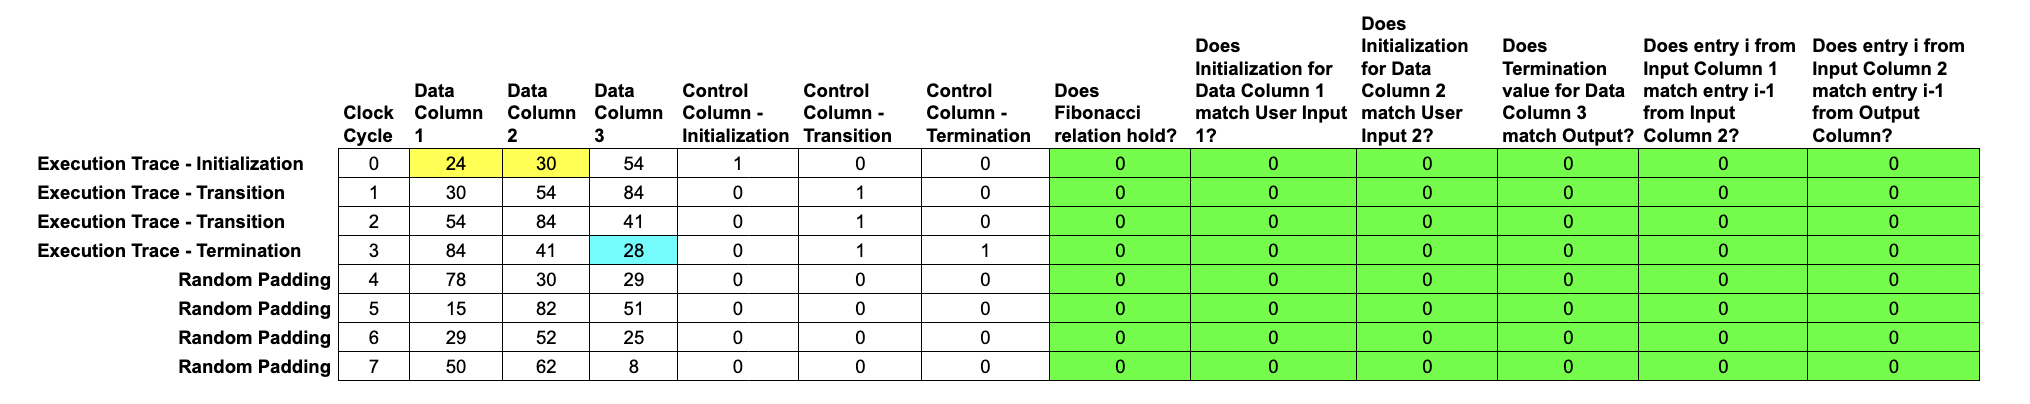 Clock Cycle Data Column 1 Data Column 2 Data Column 3 Control Column - Initialization Control Column - Transition Control Column - Termination Does Fibonacci relation hold? Does Initialization for Data Column 1 match User Input 1? Does Initialization for Data Column 2 match User Input 2? Does Termination value for Data Column 3 match Output? Does entry i from Input Column 1 match entry i-1 from Input Column 2? Does entry i from Input Column 2 match entry i-1 from Output Column?
Execution Trace - Initialization 0 24 30 54 1 0 0 0 0 0 0 0 0
Execution Trace - Transition 1 30 54 84 0 1 0 0 0 0 0 0 0
Execution Trace - Transition 2 54 84 41 0 1 0 0 0 0 0 0 0
Execution Trace - Termination 3 84 41 28 0 1 1 0 0 0 0 0 0
Random Padding 4 78 30 29 0 0 0 0 0 0 0 0 0
Random Padding 5 15 82 51 0 0 0 0 0 0 0 0 0
Random Padding 6 29 52 25 0 0 0 0 0 0 0 0 0
Random Padding 7 50 62 8 0 0 0 0 0 0 0 0 0